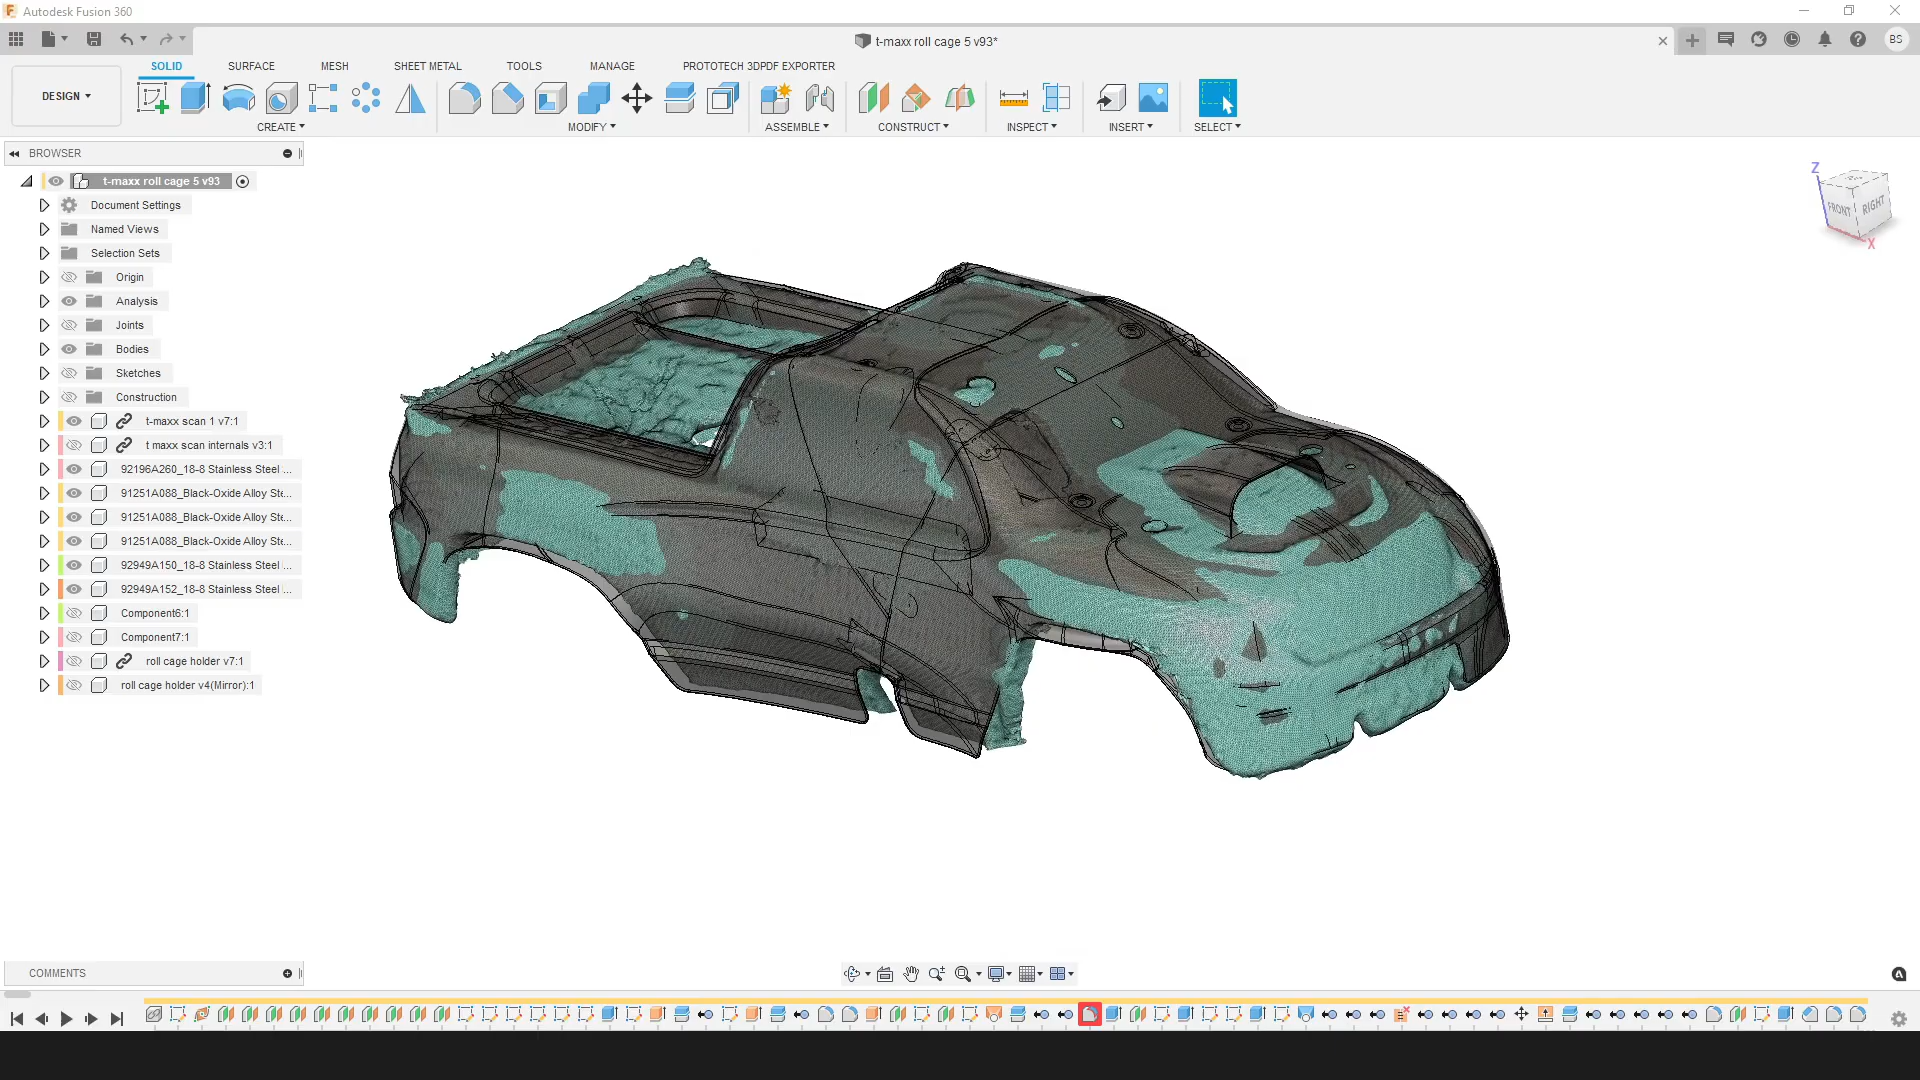 Autodesk Fusion 360
t-maxx roll cage 5 v93*
BS
DESIGN
SOLID
SURFACE
MESH
SHEET METAL
TOOLS
MANAGE
PROTOTECH 3DPDF EXPORTER
CREATE
MODIFY
ASSEMBLE
CONSTRUCT
INSPECT
INSERT
SELECT
BROWSER
t-maxx roll cage 5 v93
Document Settings
Named Views
Selection Sets
Origin
Analysis
Joints
Bodies
Sketches
Construction
t-maxx scan 1 v7:1
t maxx scan internals v3:1
92196A260_18-8 Stainless Steel ...
91251A088_Black-Oxide Alloy Ste...
91251A088_Black-Oxide Alloy Ste...
91251A088_Black-Oxide Alloy Ste...
92949A150_18-8 Stainless Steel ...
92949A152_18-8 Stainless Steel ...
Component6:1
Component7:1
roll cage holder v7:1
roll cage holder v4(Mirror):1
Z
TOP
FRONT
RIGHT
X
COMMENTS